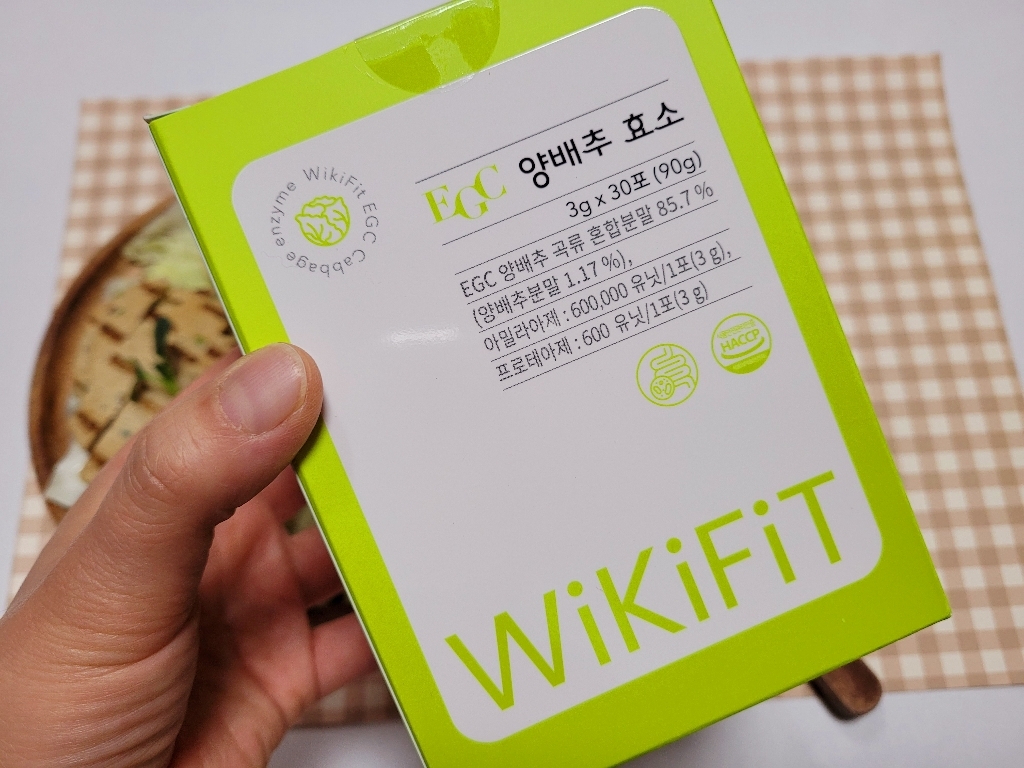 WikiFit EGC Cabbage enzyme
EGC 양배추 효소
3g x 30포 (90g)
EGC 양배추 곡류 혼합분말 85.7 %
(양배추분말 1.17 %),
아밀라아제 : 600,000 유닛/1포(3 g),
프로테아제 : 600 유닛/1포(3 g)
HACCP
WiKiFiT